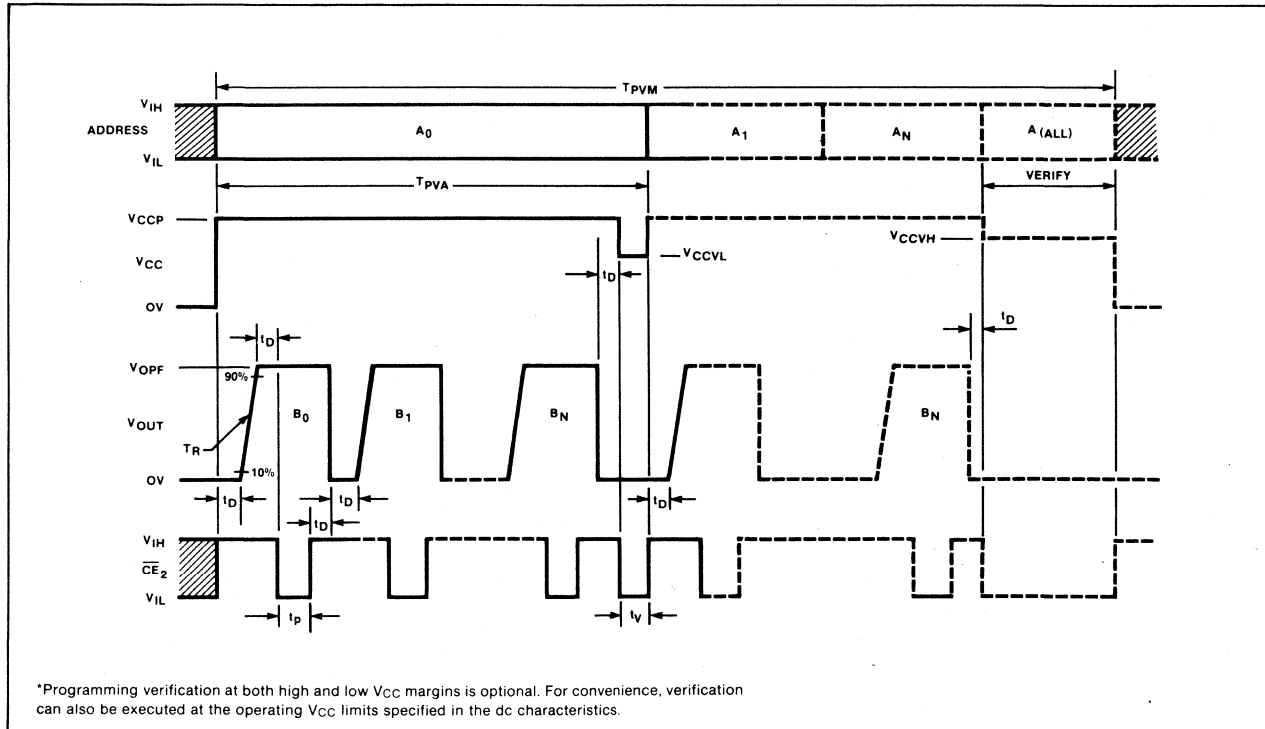 TPVM
VIH
ADDRESS
VIL
A0
A1
AN
A(ALL)
TPVA
VERIFY
VCCP
VCC
OV
VCCVL
VCCVH
tD
tD
tD
VOPF
90%
VOUT
TR
10%
OV
B0
B1
BN
BN
tD
tD
tD
tD
VIH
CE2
VIL
tp
tV
*Programming verification at both high and low VCC margins is optional. For convenience, verification
can also be executed at the operating VCC limits specified in the dc characteristics.